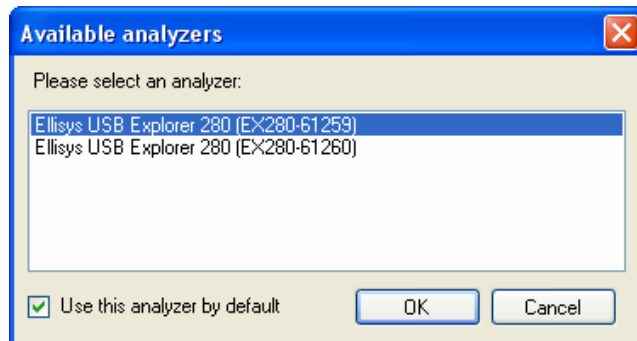 Available analyzers
Please select an analyzer:
Ellisys USB Explorer 280 (EX280-61259)
Ellisys USB Explorer 280 (EX280-61260)
Use this analyzer by default
OK
Cancel